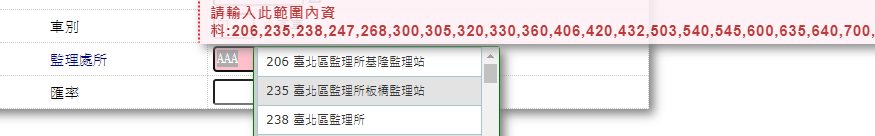 請輸入此範圍內資
料:206,235,238,247,268,300,305,320,330,360,406,420,432,503,540,545,600,635,640,700,
車別
監理處所
AAA
206 臺北區監理所基隆監理站
235 臺北區監理所板橋監理站
匯率
238 臺北區監理所